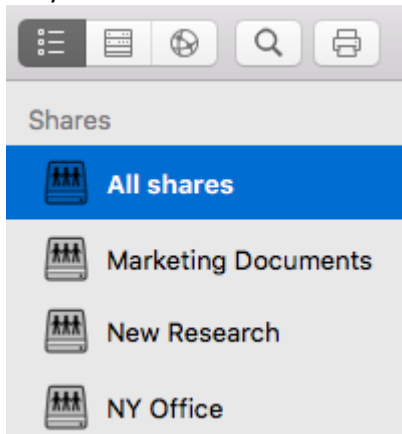 Shares
All shares
Marketing Documents
New Research
NY Office